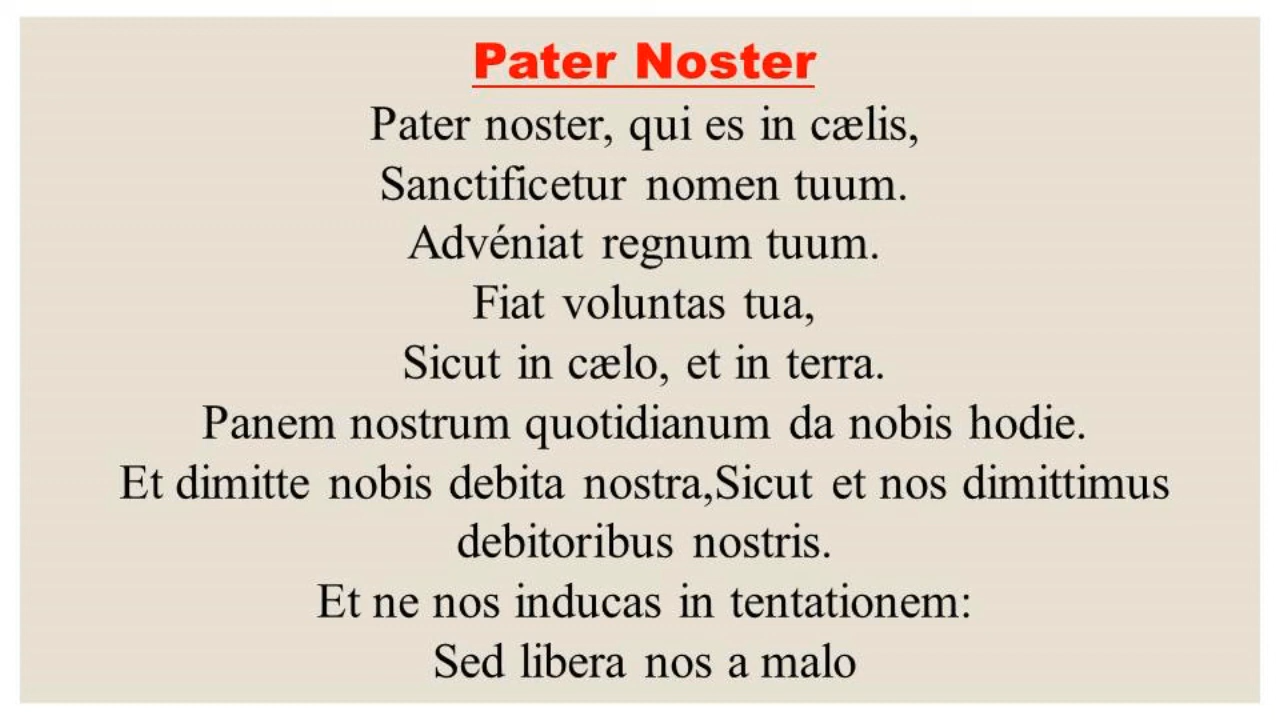 Pater Noster
Pater noster, qui es in cælis,
Sanctificetur nomen tuum.
Advéniat regnum tuum.
Fiat voluntas tua,
Sicut in cælo, et in terra.
Panem nostrum quotidianum da nobis hodie.
Et dimitte nobis debita nostra,Sicut et nos dimittimus
debitoribus nostris.
Et ne nos inducas in tentationem:
Sed libera nos a malo